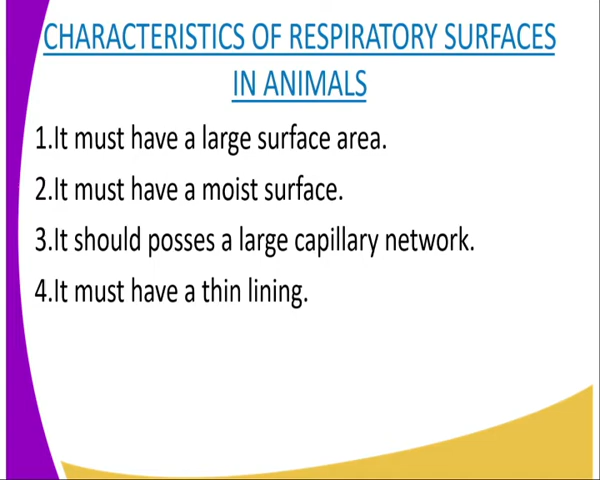 CHARACTERISTICS OF RESPIRATORY SURFACES
IN ANIMALS
1.It must have a large surface area.
2.It must have a moist surface.
3.It should posses a large capillary network.
4.It must have a thin lining.